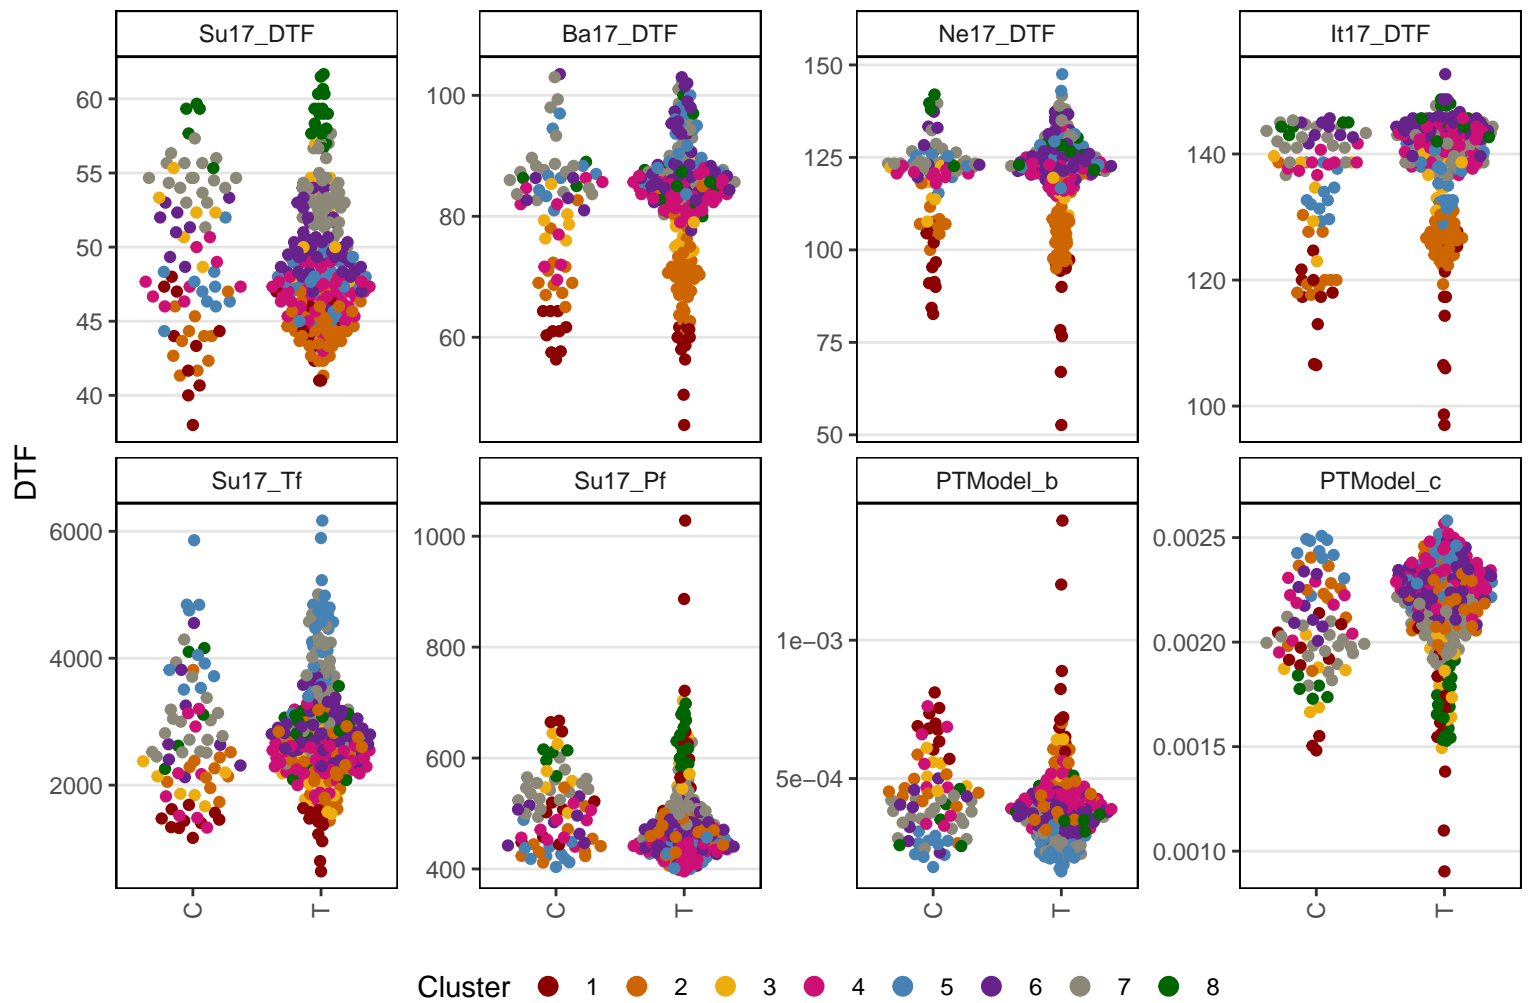 Su17_DTF
Ba17_DTF
Ne17_DTF
It17_DTF
60
55
50
45
40
100
80
60
150
125
100
75
50
140
120
100
DTF
Su17_Tf
Su17_Pf
PTModel_b
PTModel_c
6000
4000
2000
1000
800
600
400
1e−03
5e−04
0.0025
0.0020
0.0015
0.0010
C T C T C T C T
Cluster 1 2 3 4 5 6 7 8